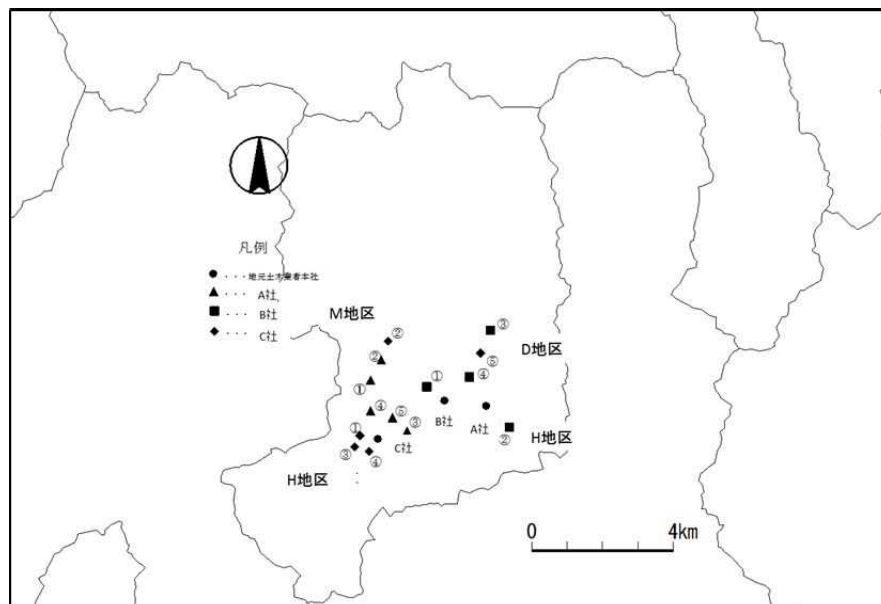 凡例
●・・・地元土木業者本社
▲・・・ A社
■・・・ B社
◆・・・ C社
M地区
②
③
②
D地区
⑤
①
④
①
④
⑤
③
B社
A社
①
C社
②
H地区
③
④
H地区
0 4km